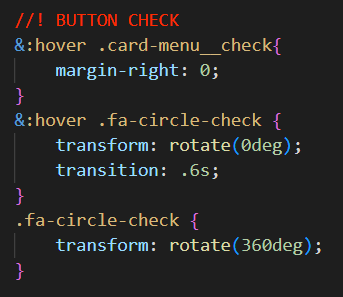 //! BUTTON CHECK
&:hover .card-menu__check{
    margin-right: 0;
}
&:hover .fa-circle-check {
    transform: rotate(0deg);
    transition: .6s;
}
.fa-circle-check {
    transform: rotate(360deg);
}